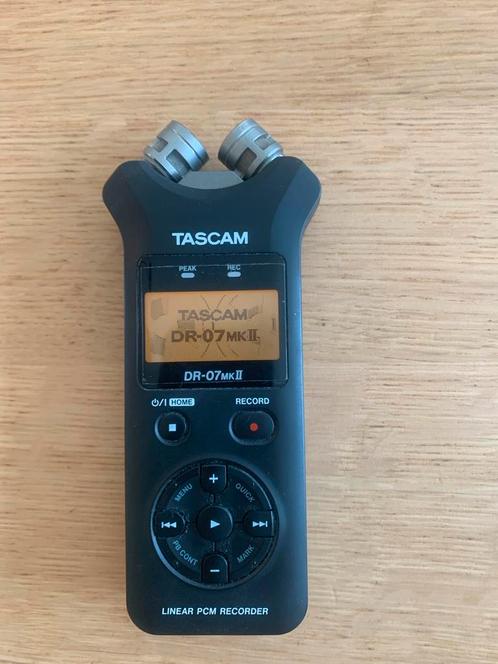 TASCAM
PEAK REC
TASCAM
DR-07MKII
DR-07MKII
⏻/I HOME RECORD
MENU QUICK
PB CONT MARK
LINEAR PCM RECORDER